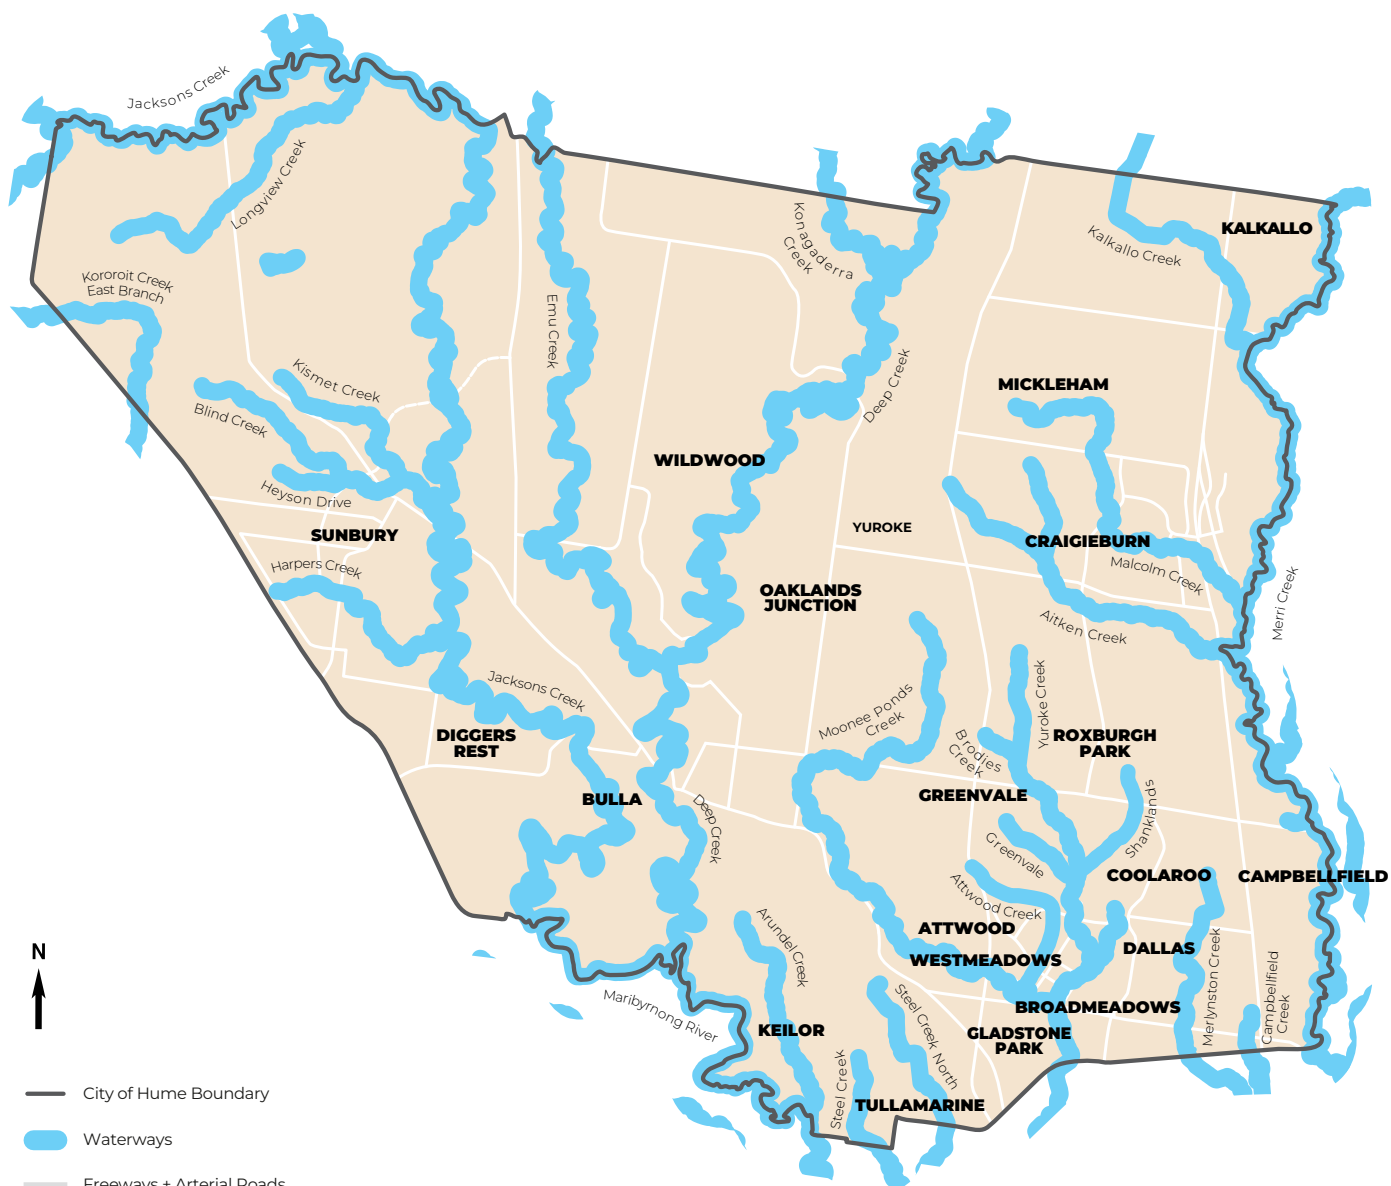 Jacksons Creek
Longview Creek
Kororoit Creek
East Branch
Konagaderra
Creek
Kalkallo Creek
KALKALLO
Emu Creek
Kismet Creek
Blind Creek
Deep Creek
MICKLEHAM
WILDWOOD
Heyson Drive
SUNBURY
YUROKE
CRAIGIEBURN
Harpers Creek
Malcolm Creek
OAKLANDS
JUNCTION
Merri Creek
Aitken Creek
Jacksons Creek
Moonee Ponds
Creek
Yuroke Creek
Brodies
Creek
ROXBURGH
PARK
DIGGERS
REST
BULLA
GREENVALE
Shanklands
Deep Creek
Greenvale
COOLAROO
CAMPBELLFIELD
Attwood Creek
ATTWOOD
Arundel Creek
DALLAS
WESTMEADOWS
Merlynston Creek
Campbellfield
Creek
N
Maribyrnong River
Steel Creek North
BROADMEADOWS
KEILOR
GLADSTONE
PARK
Steel Creek
TULLAMARINE
City of Hume Boundary
Waterways
Freeways + Arterial Roads